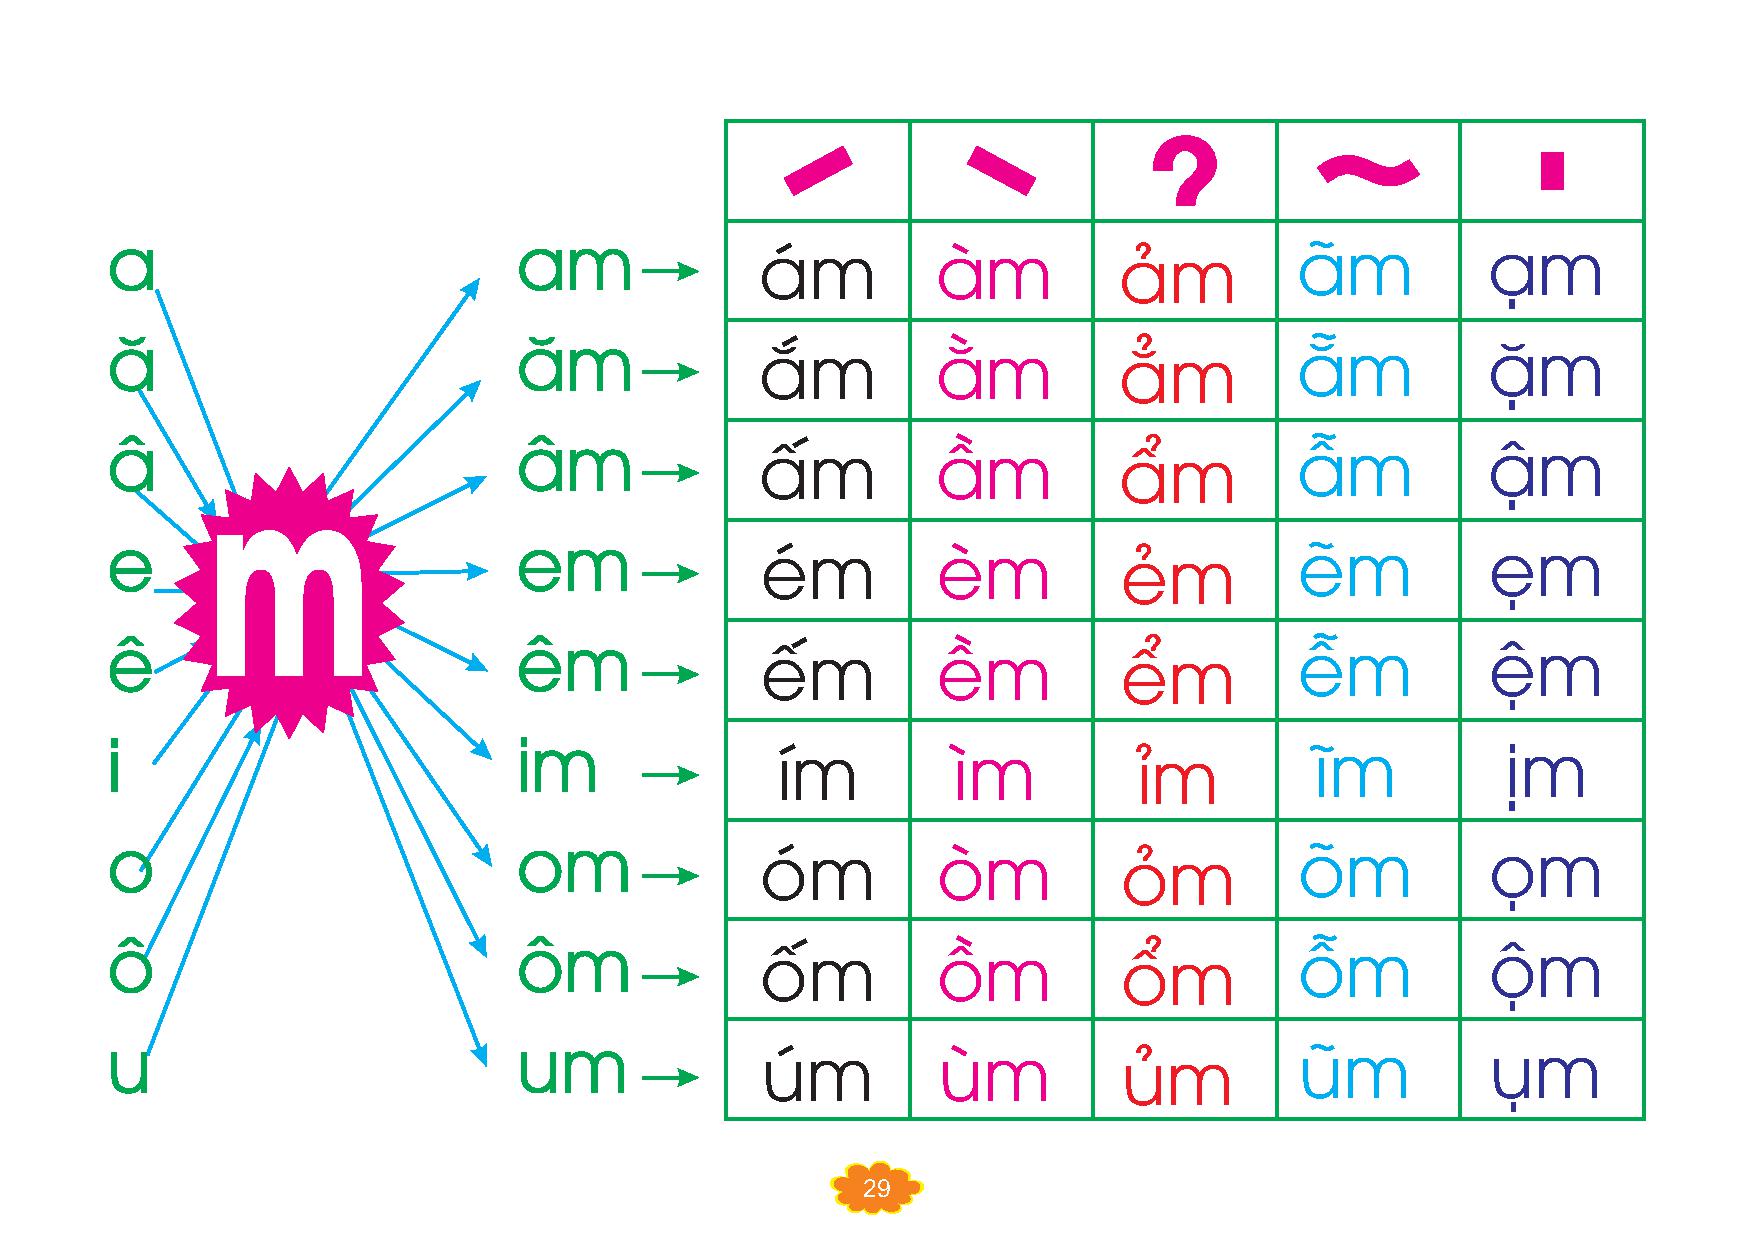 ´ ` ? ~ .
a am ám àm ảm ãm ạm
ă ăm ắm ằm ẳm ẵm ặm
â âm ấm ầm ẩm ẫm ậm
m
e em ém èm ẻm ẽm ẹm
ê êm ếm ềm ểm ễm ệm
i im ím ìm ỉm ĩm ịm
o om óm òm ỏm õm ọm
ô ôm ốm ồm ổm ỗm ộm
u um úm ùm ủm ũm ụm
29